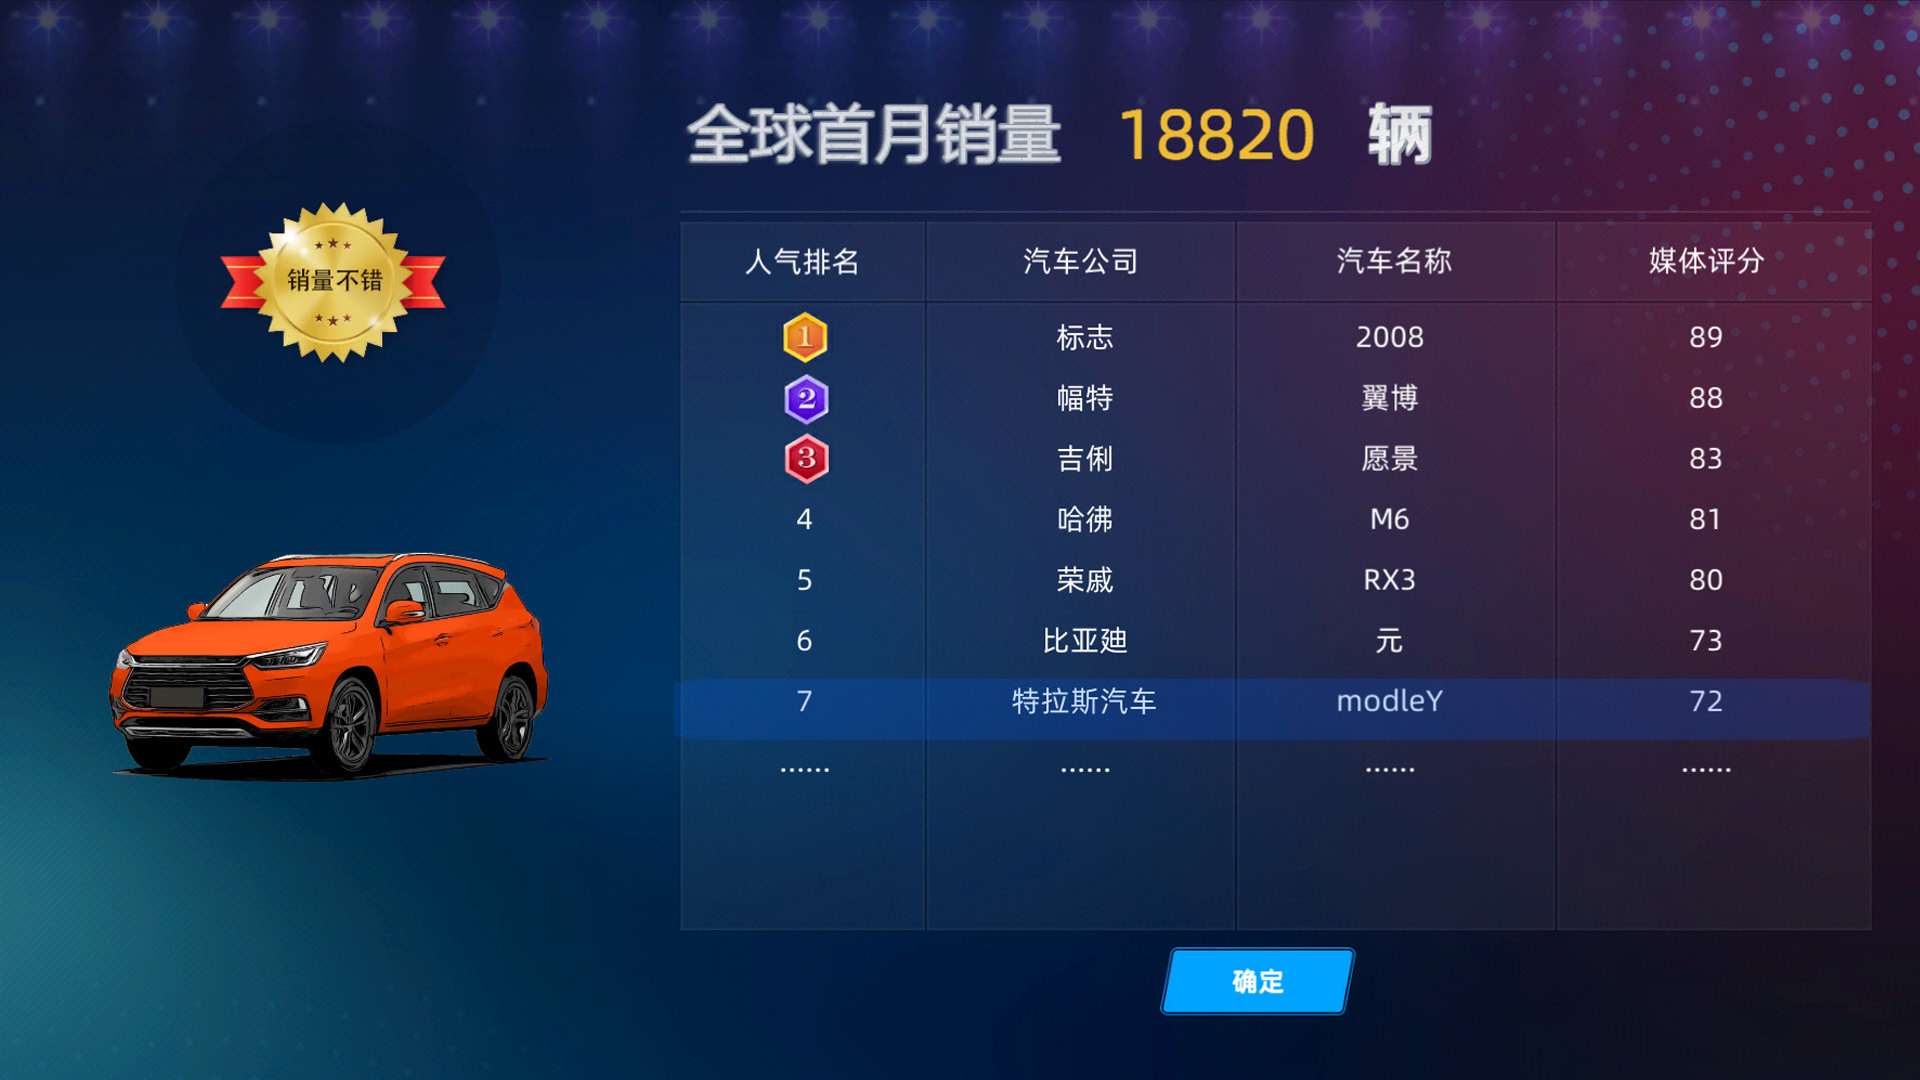 全球首月销量 18820 辆
销量不错
人气排名 汽车公司 汽车名称 媒体评分
1 标志 2008 89
2 幅特 翼博 88
3 吉俐 愿景 83
4 哈彿 M6 81
5 荣戚 RX3 80
6 比亚廸 元 73
7 特拉斯汽车 modleY 72
...... ...... ...... ......
确定